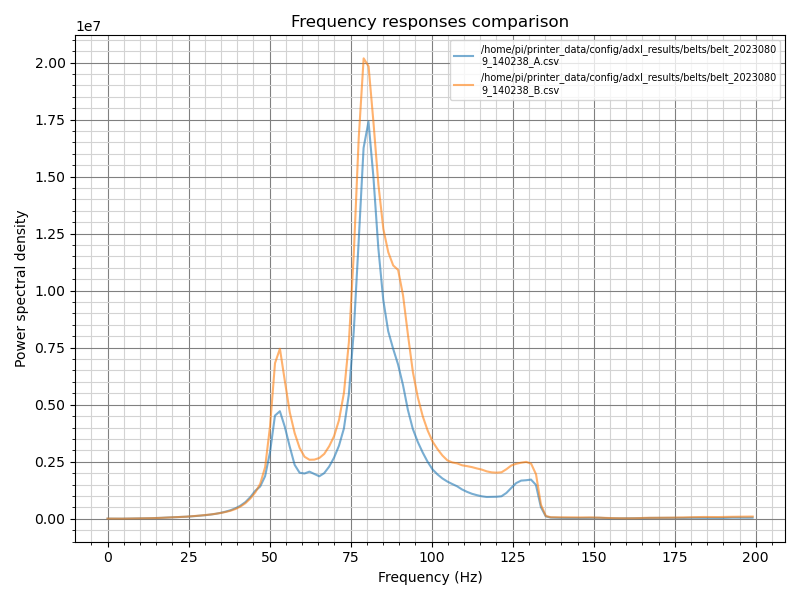 Frequency responses comparison
1e7
/home/pi/printer_data/config/adxl_results/belts/belt_2023080
9_140238_A.csv
/home/pi/printer_data/config/adxl_results/belts/belt_2023080
9_140238_B.csv
2.00
1.75
1.50
1.25
1.00
0.75
0.50
0.25
0.00
Power spectral density
0 25 50 75 100 125 150 175 200
Frequency (Hz)